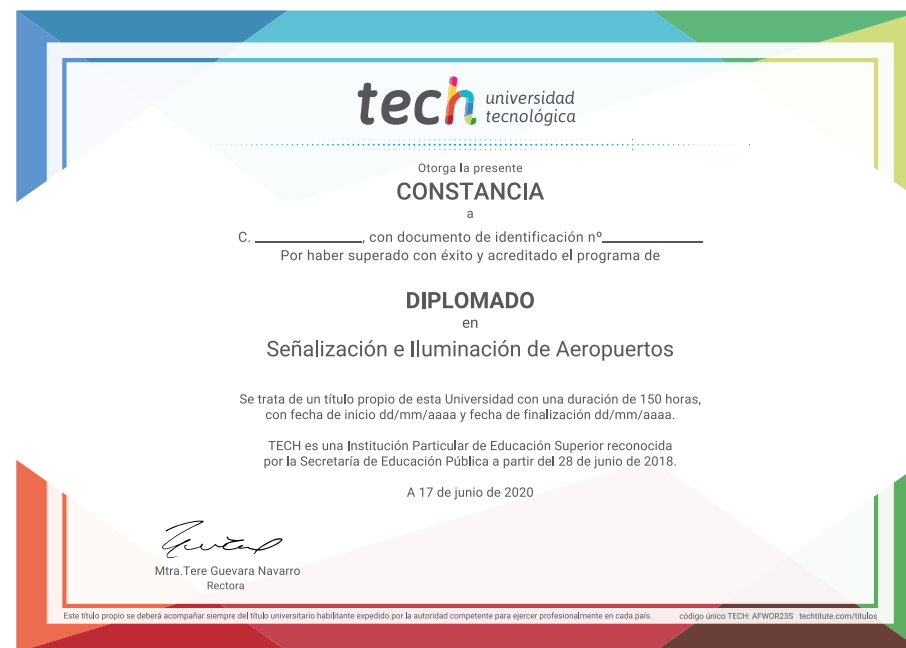 tech universidad
tecnológica
Otorga la presente
CONSTANCIA
a
C. ______________, con documento de identificación nº______________
Por haber superado con éxito y acreditado el programa de
DIPLOMADO
en
Señalización e Iluminación de Aeropuertos
Se trata de un título propio de esta Universidad con una duración de 150 horas,
con fecha de inicio dd/mm/aaaa y fecha de finalización dd/mm/aaaa.
TECH es una Institución Particular de Educación Superior reconocida
por la Secretaría de Educación Pública a partir del 28 de junio de 2018.
A 17 de junio de 2020
Mtra.Tere Guevara Navarro
Rectora
Este título propio se deberá acompañar siempre del título universitario habilitante expedido por la autoridad competente para ejercer profesionalmente en cada país. código único TECH: AFWOR23S techtitute.com/titulos